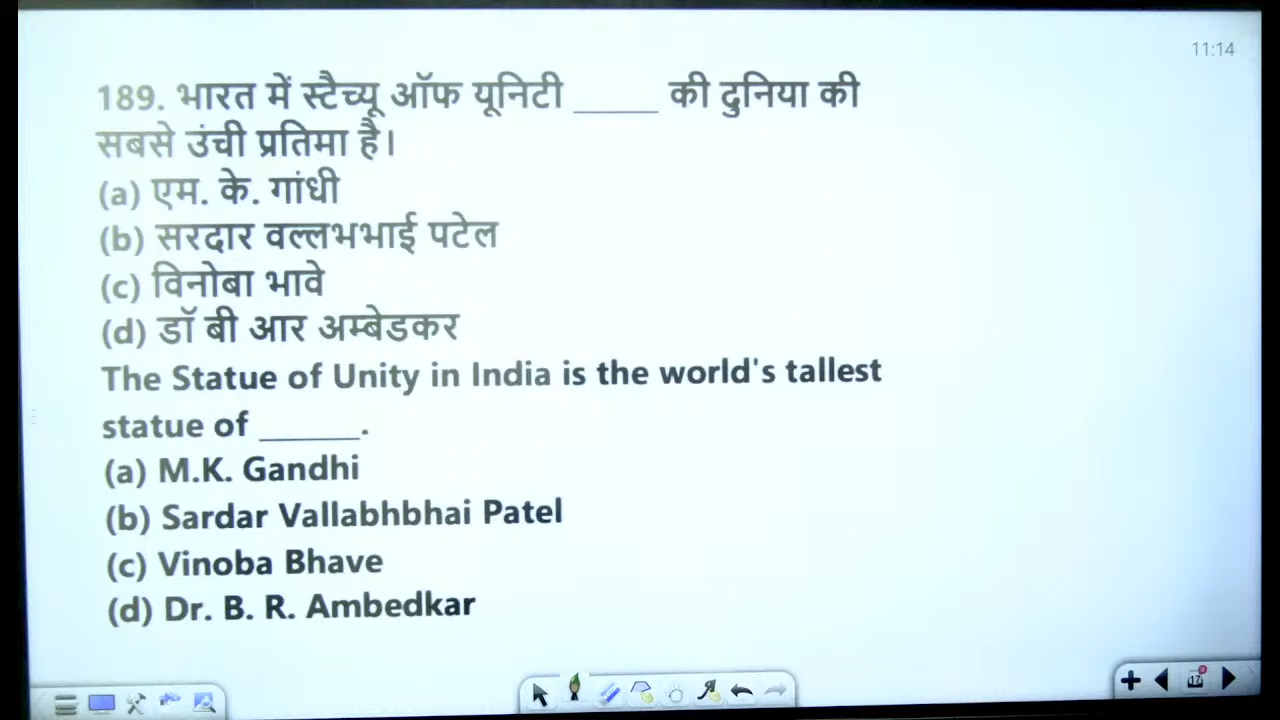 11:14
189. भारत में स्टैच्यू ऑफ यूनिटी _____ की दुनिया की
सबसे उंची प्रतिमा है।
(a) एम. के. गांधी
(b) सरदार वल्लभभाई पटेल
(c) विनोबा भावे
(d) डॉ बी आर अम्बेडकर
The Statue of Unity in India is the world's tallest
statue of ______.
(a) M.K. Gandhi
(b) Sardar Vallabhbhai Patel
(c) Vinoba Bhave
(d) Dr. B. R. Ambedkar